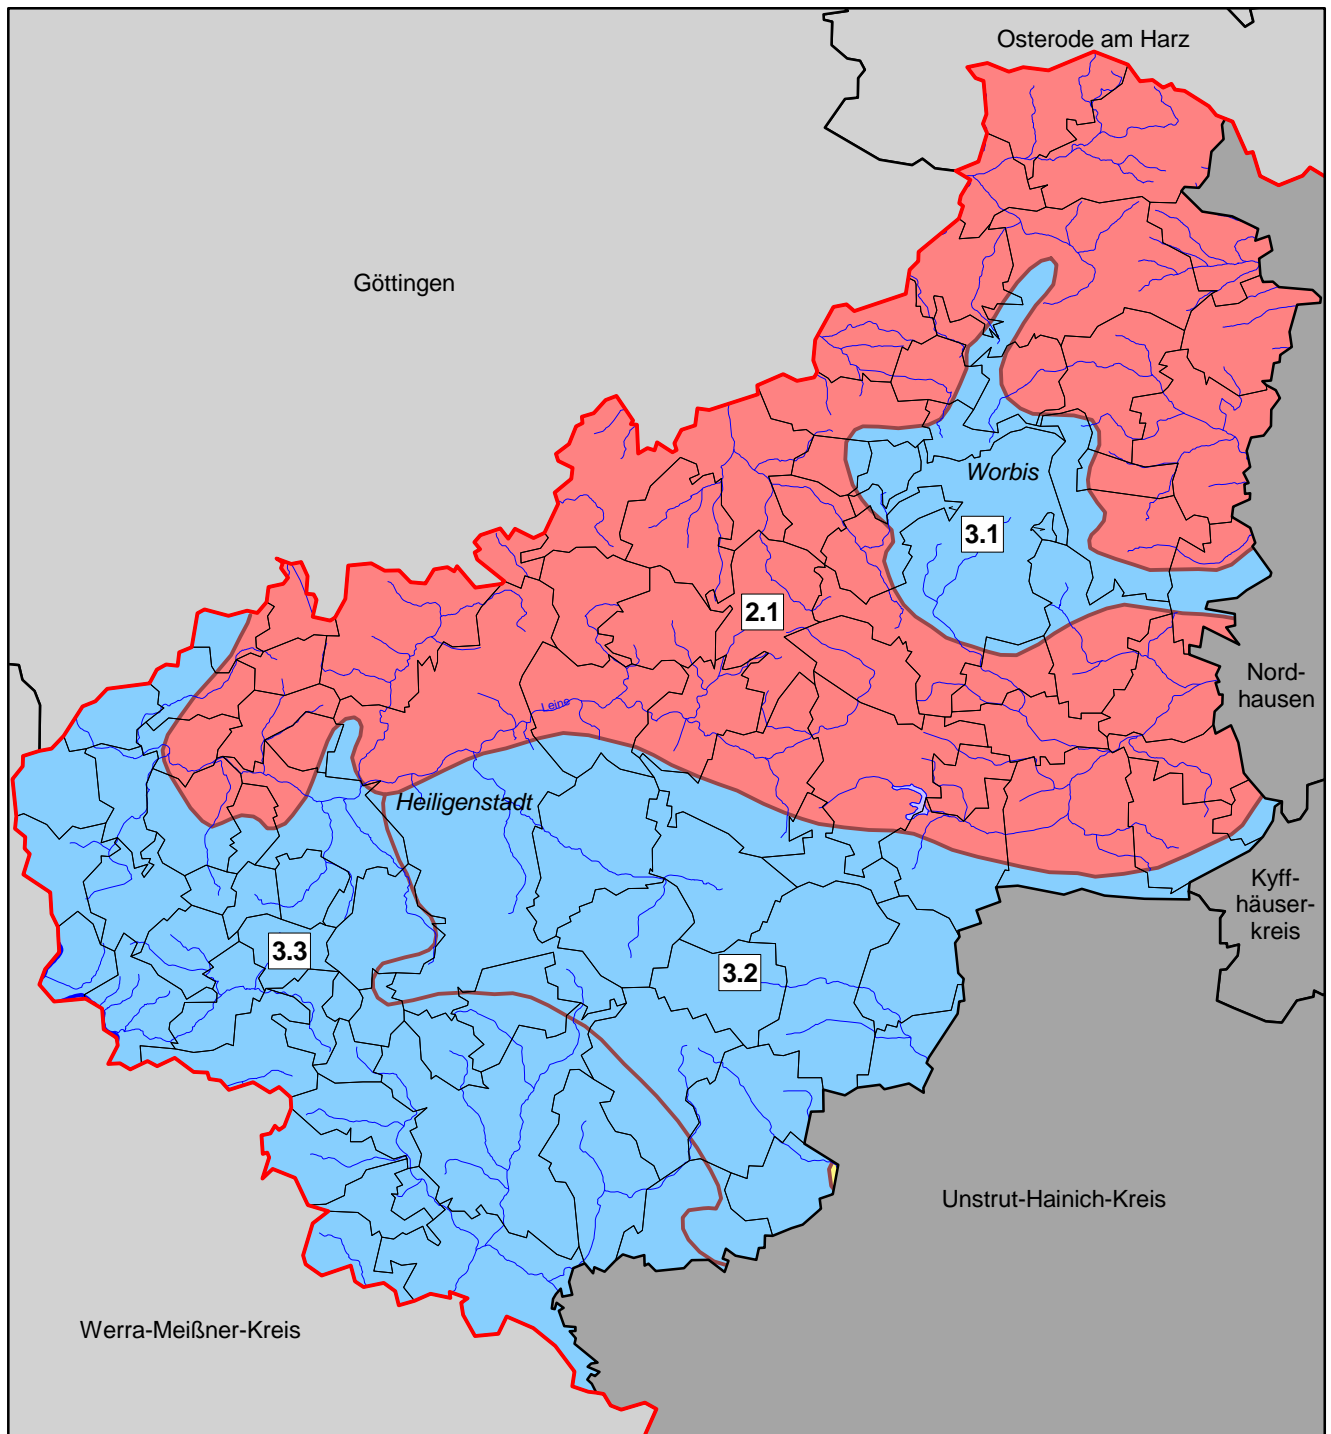 Osterode am Harz
Göttingen
Worbis
3.1
2.1
Nord-
hausen
Leine
Heiligenstadt
Kyff-
häuser-
kreis
3.3
3.2
Unstrut-Hainich-Kreis
Werra-Meißner-Kreis